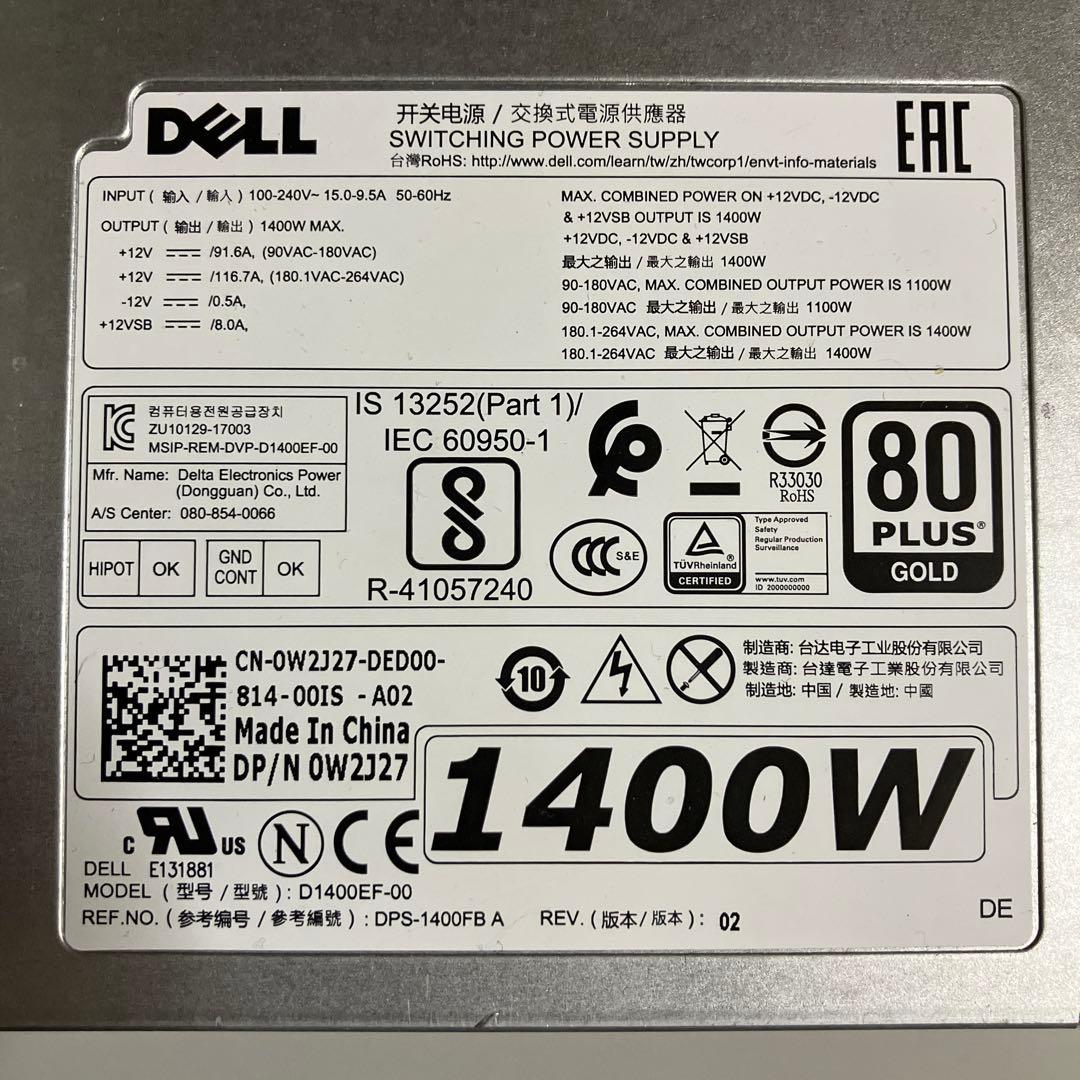 DELL
开关电源 / 交換式電源供應器
SWITCHING POWER SUPPLY
台灣RoHS: http://www.dell.com/learn/tw/zh/twcorp1/envt-info-materials
EAC
INPUT ( 输入 / 輸入 ) 100-240V~ 15.0-9.5A 50-60Hz
OUTPUT ( 输出 / 輸出 ) 1400W MAX.
+12V ⎓ /91.6A, (90VAC-180VAC)
+12V ⎓ /116.7A, (180.1VAC-264VAC)
-12V ⎓ /0.5A,
+12VSB ⎓ /8.0A,
MAX. COMBINED POWER ON +12VDC, -12VDC
& +12VSB OUTPUT IS 1400W
+12VDC, -12VDC & +12VSB
最大之输出 / 最大之輸出 1400W
90-180VAC, MAX. COMBINED OUTPUT POWER IS 1100W
90-180VAC 最大之输出 / 最大之輸出 1100W
180.1-264VAC, MAX. COMBINED OUTPUT POWER IS 1400W
180.1-264VAC 最大之输出 / 最大之輸出 1400W
컴퓨터용전원공급장치
ZU10129-17003
MSIP-REM-DVP-D1400EF-00
Mfr. Name: Delta Electronics Power
(Dongguan) Co., Ltd.
A/S Center: 080-854-0066
HIPOT OK
GND CONT OK
IS 13252(Part 1)/
IEC 60950-1
R-41057240
R33030
RoHS
CCC S&E
TÜVRheinland®
CERTIFIED
Type Approved
Safety
Regular Production
Surveillance
www.tuv.com
ID 2000000000
80
PLUS®
GOLD
CN-0W2J27-DED00-
814-00IS -A02
Made In China
DP/N 0W2J27
10
制造商: 台达电子工业股份有限公司
製造商: 台達電子工業股份有限公司
制造地: 中国 / 製造地: 中國
1400W
c RU US
N
CE
DELL E131881
MODEL ( 型号 / 型號 ) : D1400EF-00
REF.NO. ( 参考编号 / 參考編號 ) : DPS-1400FB A REV. ( 版本 / 版本 ) : 02
DE